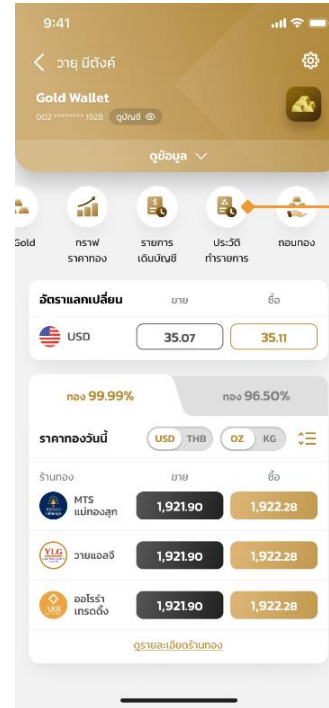 9:41
วายุ มีตังค์
Gold Wallet
002 ******** 1928 ดูบัญชี
ดูข้อมูล
Gold
กราฟ
ราคาทอง
รายการ
เดินบัญชี
ประวัติ
ทำรายการ
ถอนทอง
อัตราแลกเปลี่ยน ขาย ซื้อ
USD 35.07 35.11
ทอง 99.99% ทอง 96.50%
ราคาทองวันนี้ USD THB OZ KG
ร้านทอง ขาย ซื้อ
MTS
แม่ทองสุก 1,921.90 1,922.28
YLG วายแอลจี 1,921.90 1,922.28
ARR ออโรร่า
เทรดดิ้ง 1,921.90 1,922.28
ดูรายละเอียดร้านทอง